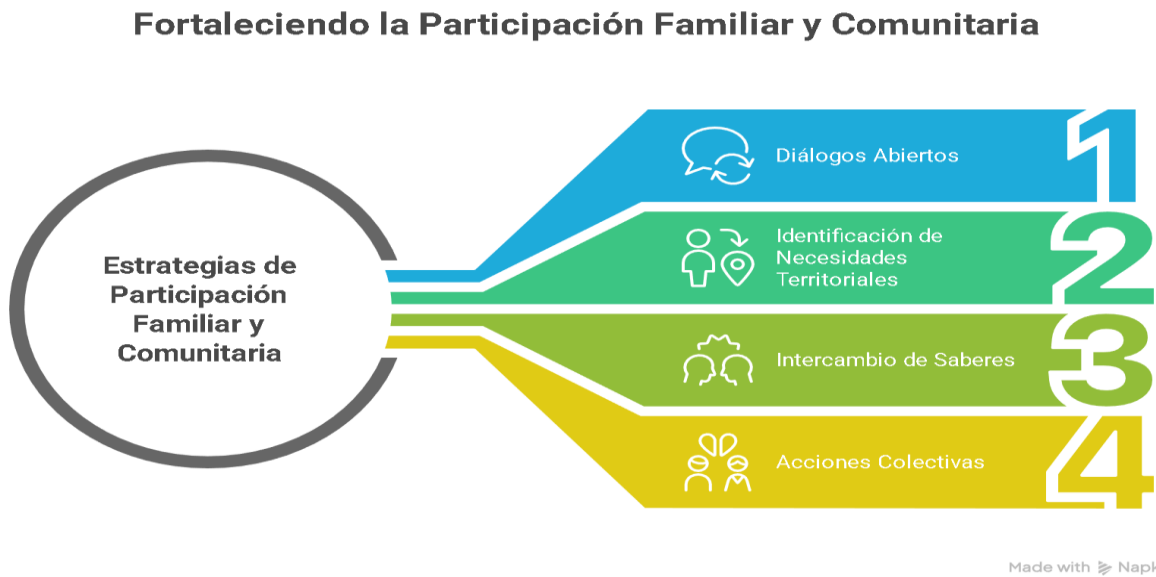 Fortaleciendo la Participación Familiar y Comunitaria
Estrategias de
Participación
Familiar y
Comunitaria
Diálogos Abiertos
1
Identificación de
Necesidades
Territoriales
2
Intercambio de Saberes
3
Acciones Colectivas
4
Made with Napk